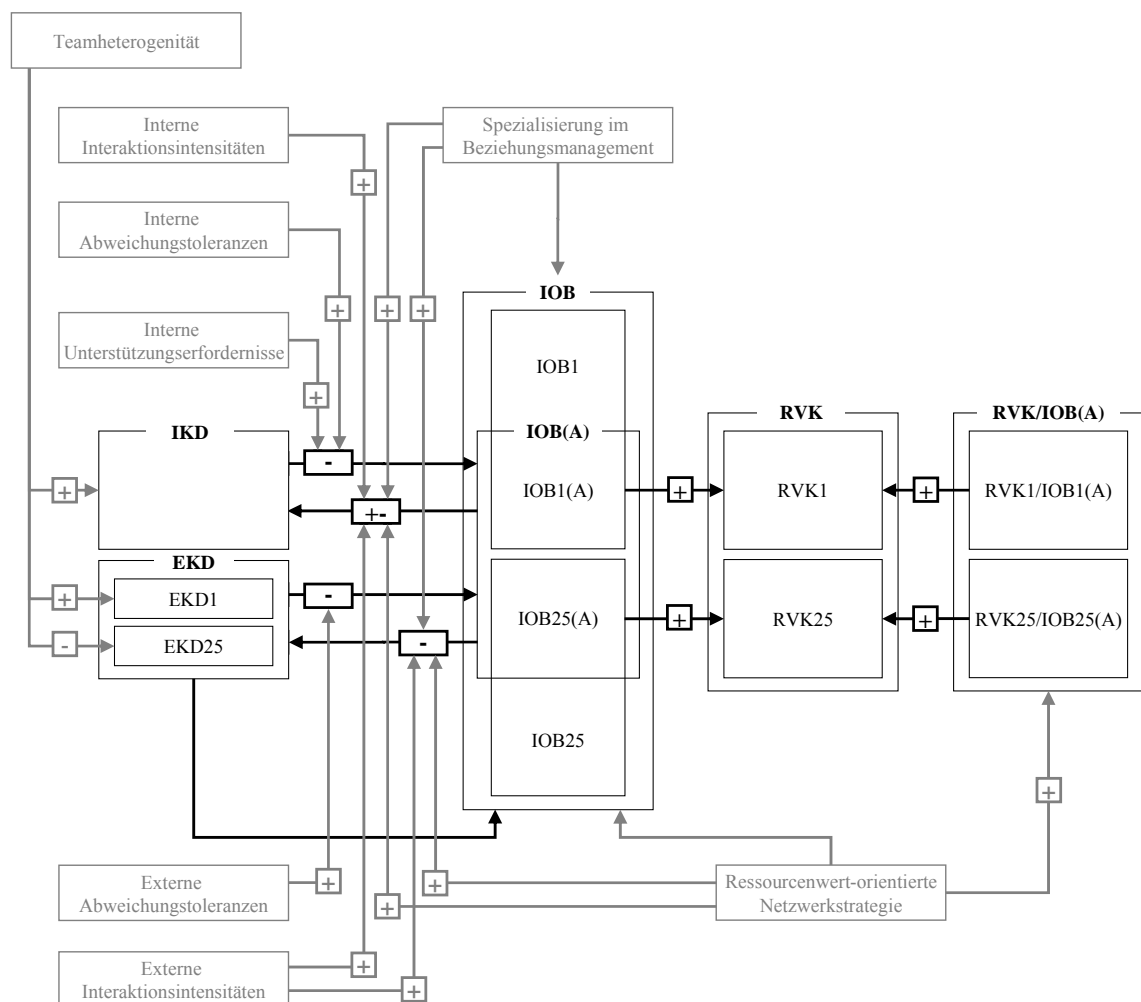 Teamheterogenität
Interne
Interaktionsintensitäten
Spezialisierung im
Beziehungsmanagement
+
Interne
Abweichungstoleranzen
+
+
+
IOB
Interne
Unterstützungserfordernisse
IOB1
+
IKD
IOB(A)
RVK
RVK/IOB(A)
-
+
IOB1(A)
+
RVK1
+
RVK1/IOB1(A)
+-
EKD
+
EKD1
-
IOB25(A)
+
RVK25
+
RVK25/IOB25(A)
-
EKD25
-
IOB25
+
Externe
Abweichungstoleranzen
+
+
+
Ressourcenwert-orientierte
Netzwerkstrategie
Externe
Interaktionsintensitäten
+
+